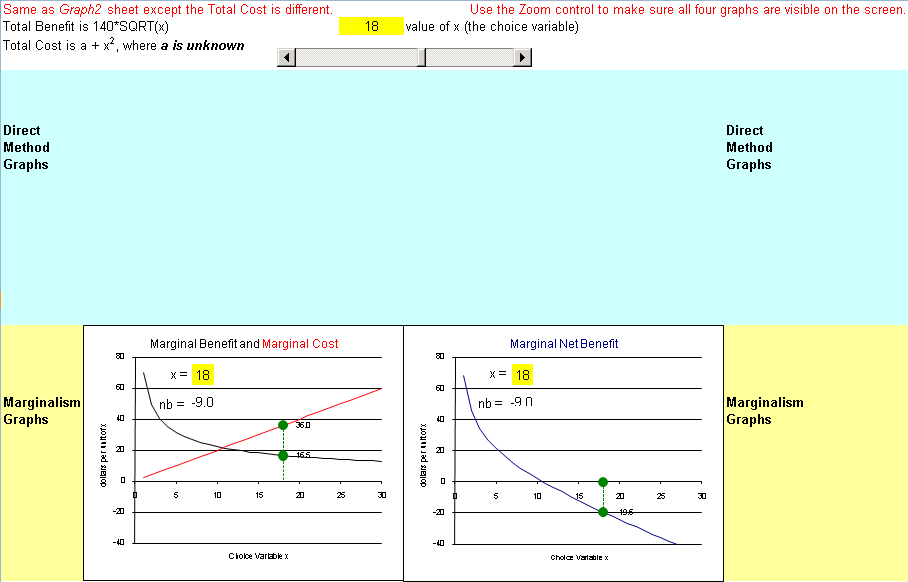 Same as Graph2 sheet except the Total Cost is different.
Use the Zoom control to make sure all four graphs are visible on the screen.
Total Benefit is 140*SQRT(x)
18 value of x (the choice variable)
Total Cost is a + x², where a is unknown
Direct
Method
Graphs
Direct
Method
Graphs
Marginalism
Graphs
Marginal Benefit and Marginal Cost
x = 18
nb = -9.0
80
60
40
20
0
-20
-40
0 5 10 15 20 25 30
36.0
16.5
dollars per unit of x
Choice Variable x
Marginal Net Benefit
x = 18
nb = -9.0
80
60
40
20
0
-20
-40
0 5 10 15 20 25 30
-19.5
dollars per unit of x
Choice Variable x
Marginalism
Graphs